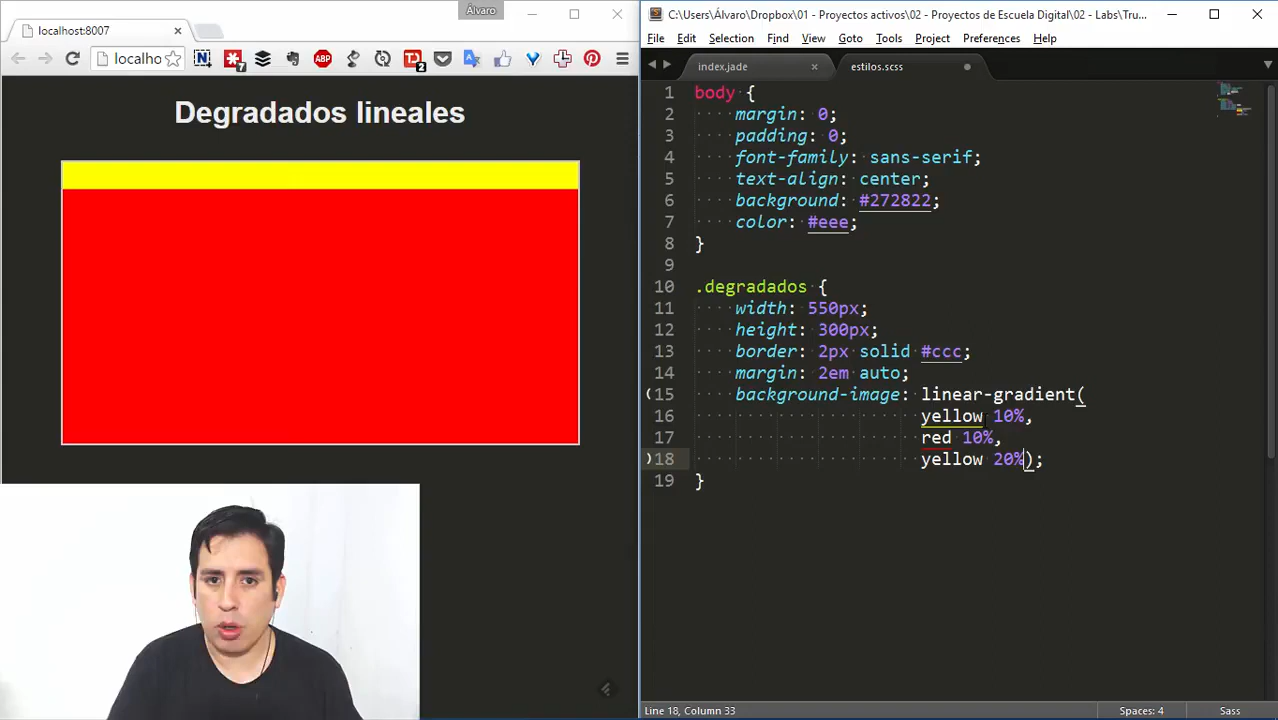 Álvaro
localhost:8007
localho
7
ABP
2
Degradados lineales
C:\Users\Álvaro\Dropbox\01 - Proyectos activos\02 - Proyectos de Escuela Digital\02 - Labs\Tru...
File Edit Selection Find View Goto Tools Project Preferences Help
index.jade
estilos.scss
1 body {
2 margin: 0;
3 padding: 0;
4 font-family: sans-serif;
5 text-align: center;
6 background: #272822;
7 color: #eee;
8 }
9
10 .degradados {
11 width: 550px;
12 height: 300px;
13 border: 2px solid #ccc;
14 margin: 2em auto;
15 background-image: linear-gradient(
16 yellow 10%,
17 red 10%,
18 yellow 20%);
19 }
Line 18, Column 33
Spaces: 4
Sass